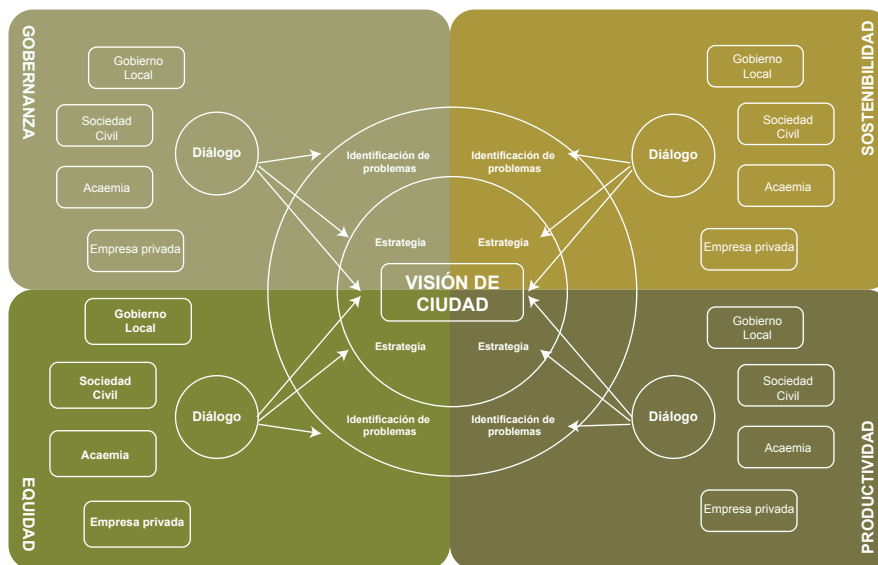 GOBERNANZA
Gobierno
Local
Sociedad
Civil
Acaemia
Empresa privada
Diálogo
Identificación de
problemas
Estrategia
SOSTENIBILIDAD
Gobierno
Local
Sociedad
Civil
Acaemia
Empresa privada
Diálogo
Identificación de
problemas
Estrategia
VISIÓN DE
CIUDAD
EQUIDAD
Gobierno
Local
Sociedad
Civil
Acaemia
Empresa privada
Diálogo
Estrategia
Identificación de
problemas
PRODUCTIVIDAD
Gobierno
Local
Sociedad
Civil
Acaemia
Empresa privada
Diálogo
Estrategia
Identificación de
problemas